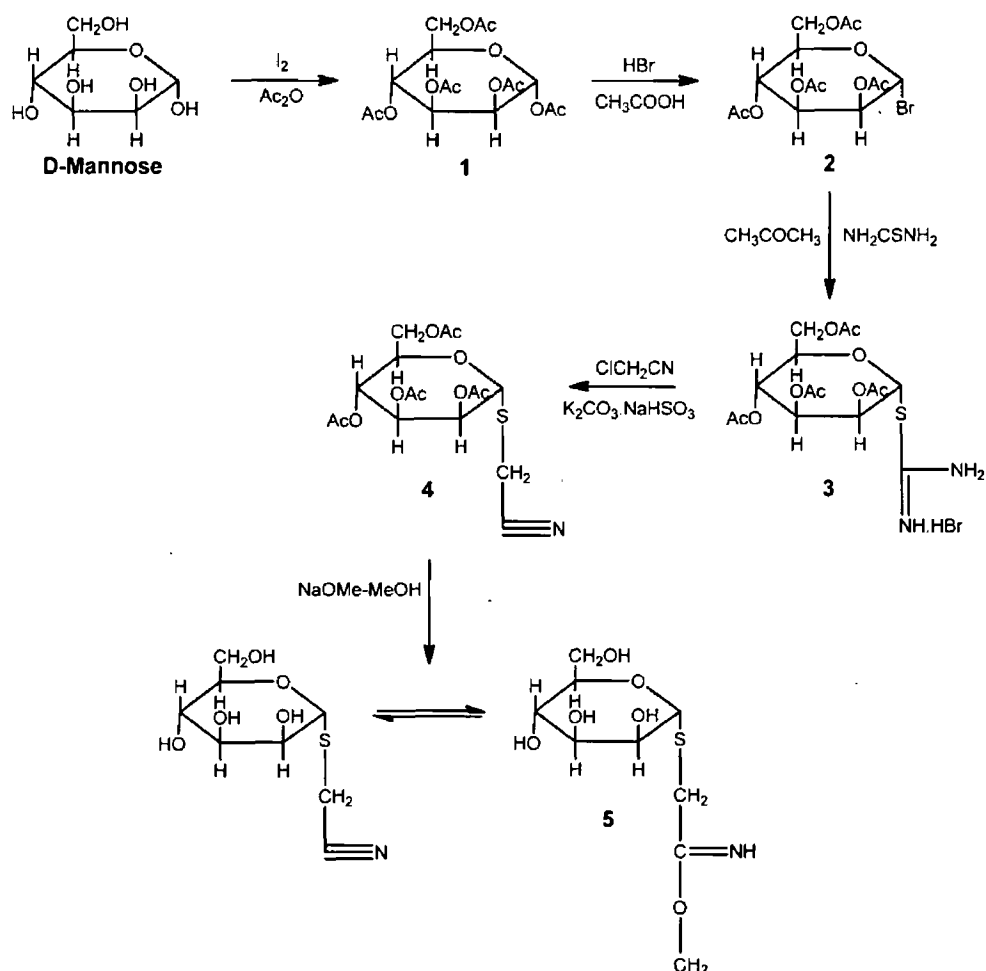 CH2OH
H
O
H
OH
OH
HO
OH
H
H
D-Mannose
I2
Ac2O
CH2OAc
H
O
H
OAc
OAc
AcO
OAc
H
H
1
HBr
CH3COOH
CH2OAc
H
O
H
OAc
OAc
AcO
Br
H
H
2
CH3COCH3
NH2CSNH2
CH2OAc
H
O
H
OAc
OAc
AcO
S
H
H
NH2
NH.HBr
3
ClCH2CN
K2CO3.NaHSO3
CH2OAc
H
O
H
OAc
OAc
AcO
S
H
H
CH2
N
4
NaOMe-MeOH
CH2OH
H
O
H
OH
OH
HO
S
H
H
CH2
N
CH2OH
H
O
H
OH
OH
HO
S
H
H
CH2
5
C
NH
O
CH2